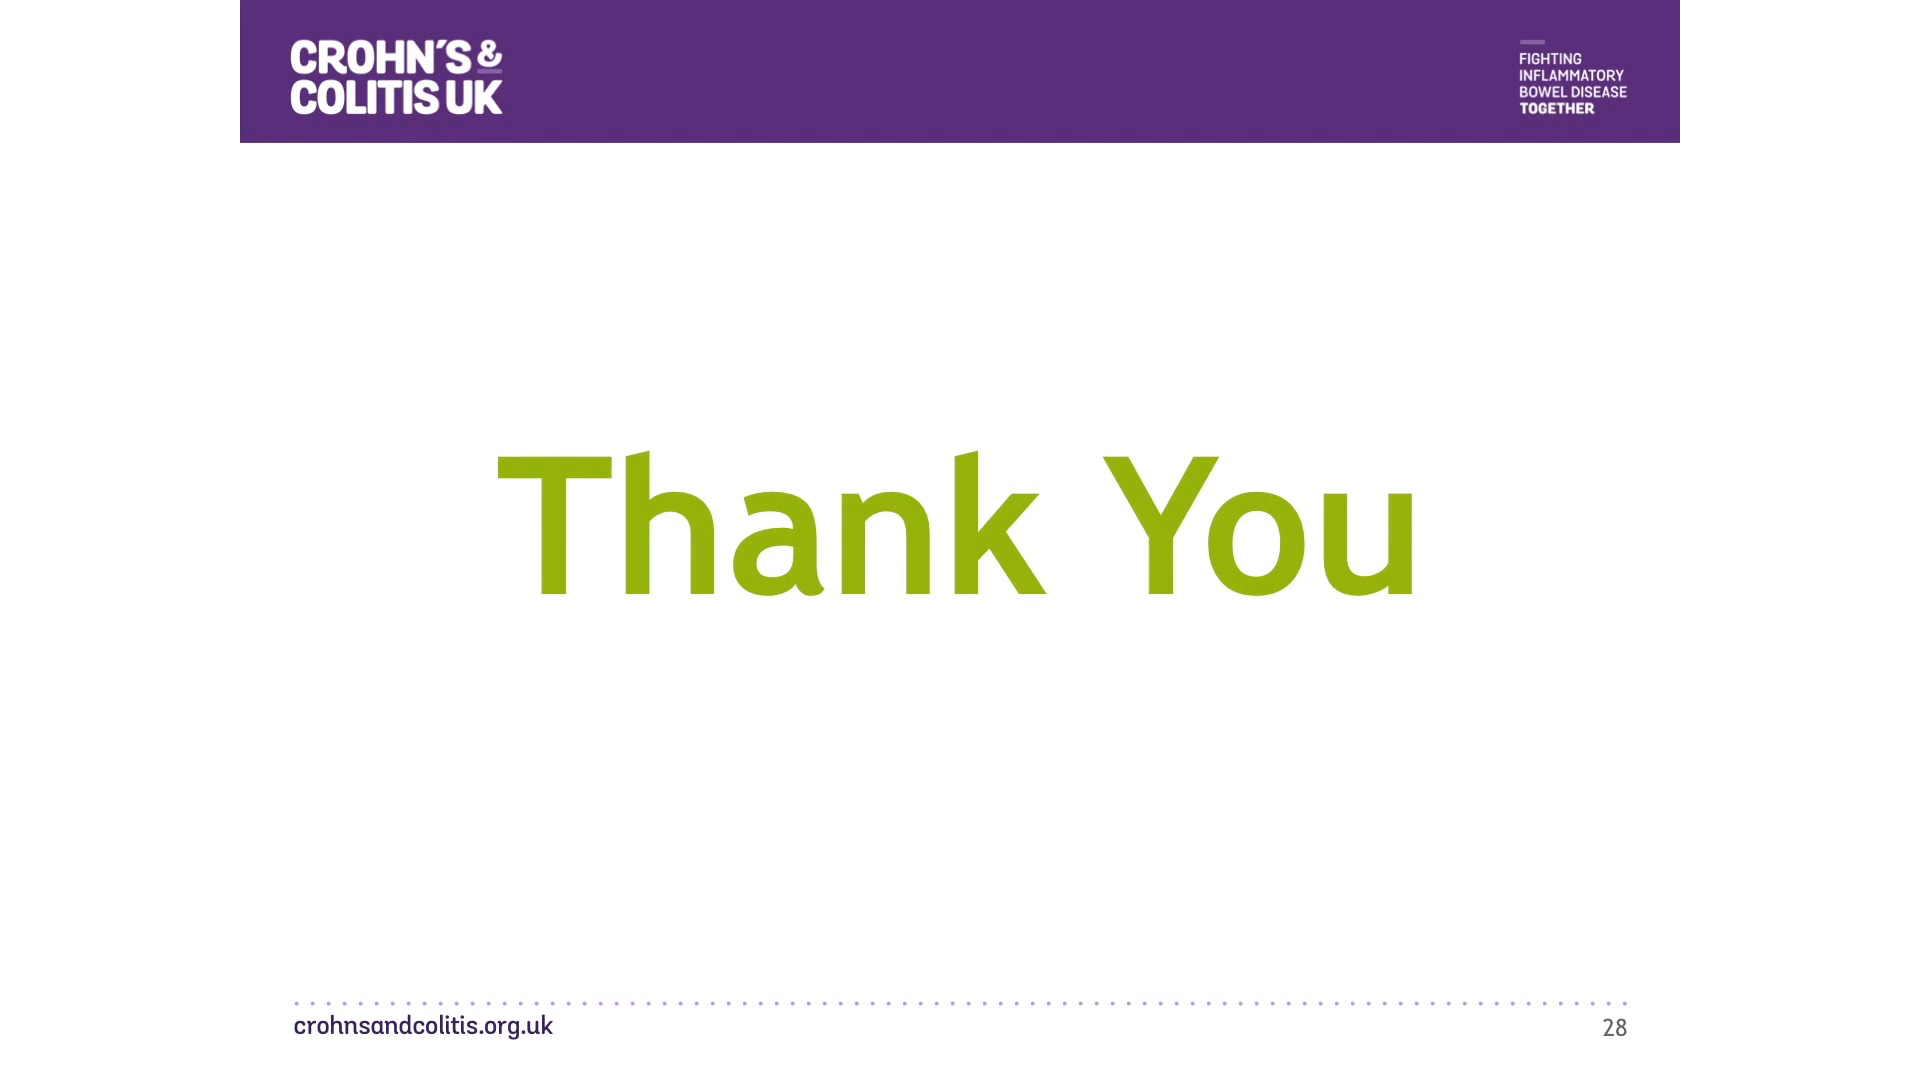 CROHN´S &
COLITIS UK
FIGHTING
INFLAMMATORY
BOWEL DISEASE
TOGETHER
Thank You
crohnsandcolitis.org.uk
28